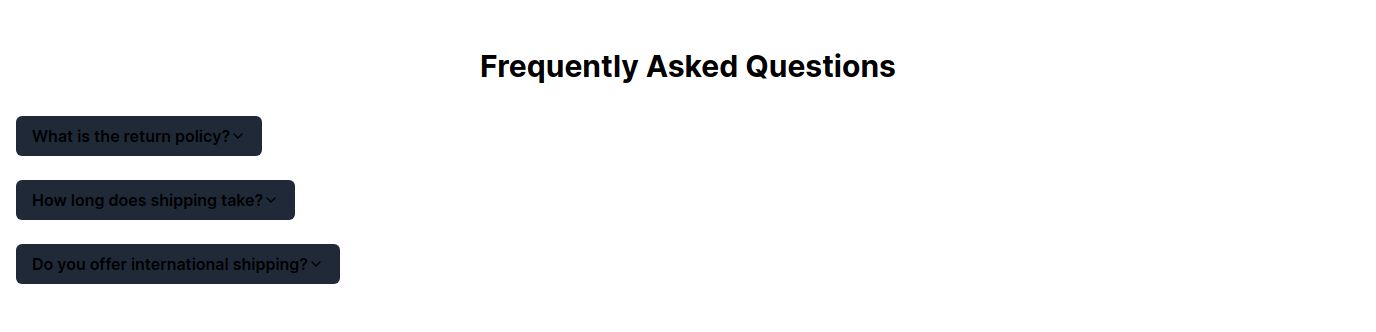 Frequently Asked Questions
What is the return policy?
How long does shipping take?
Do you offer international shipping?